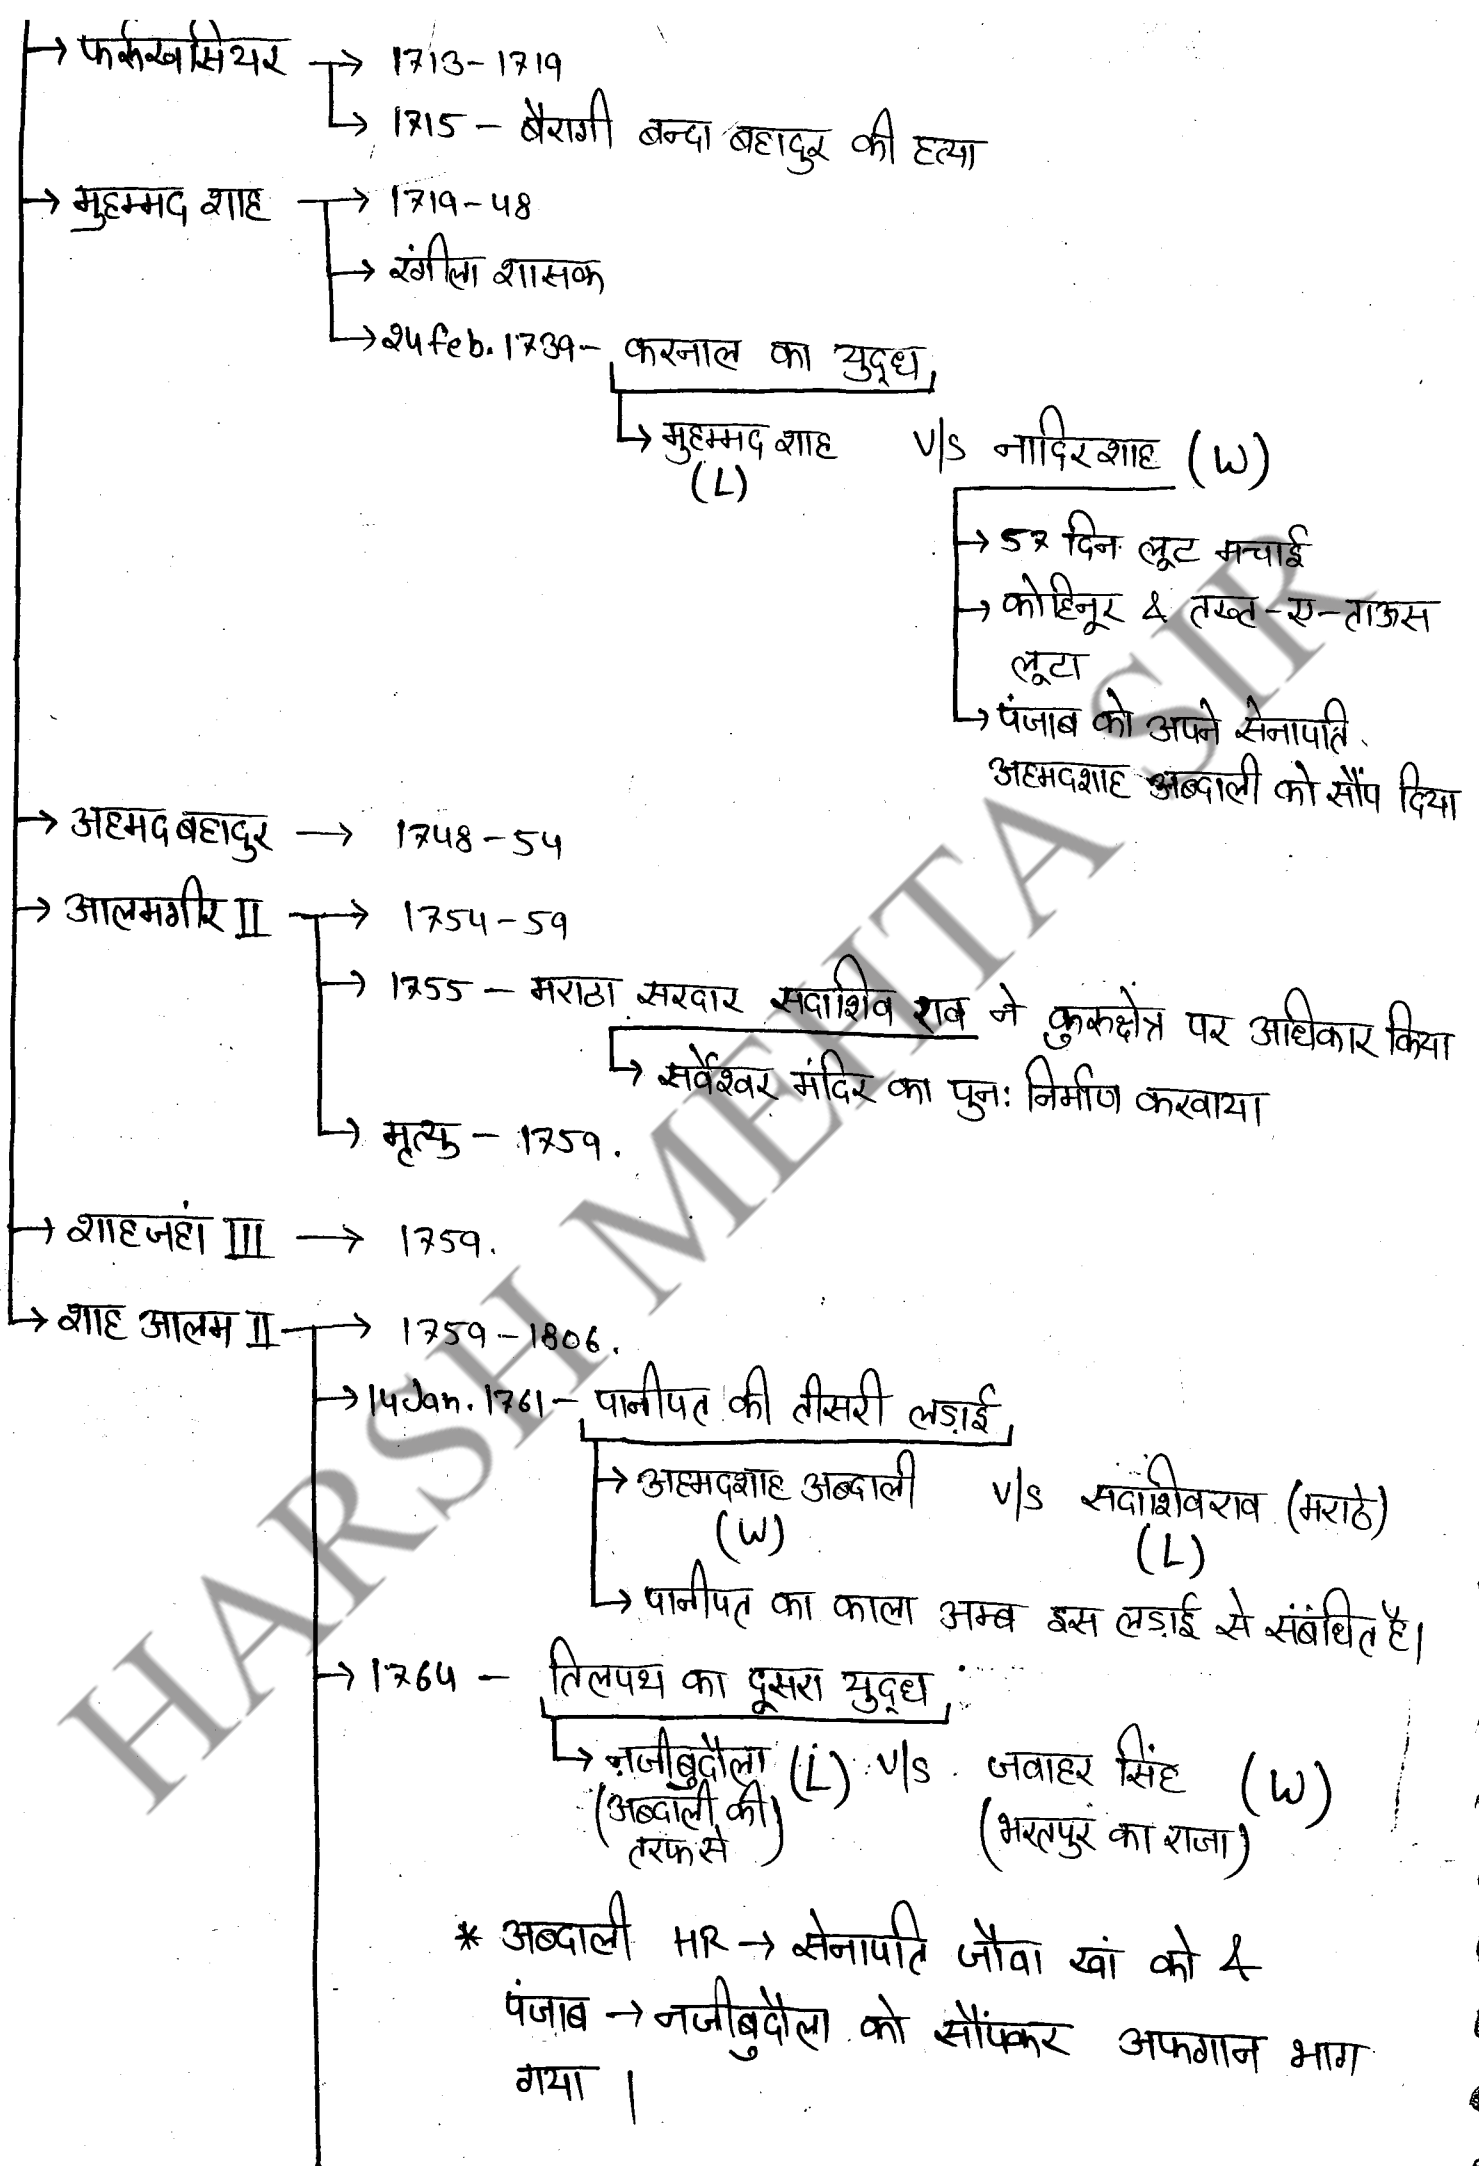 → फर्रुखसियर → 1713-1719
→ 1715 - बैरागी बन्दा बहादुर की हत्या
→ मुहम्मद शाह → 1719-48
→ रंगीला शासक
→ 24 feb. 1739 - करनाल का युद्ध
→ मुहम्मद शाह (L) v/s नादिरशाह (W)
→ 57 दिन लूट मचाई
→ कोहिनूर & तख्त-ए-ताऊस
लूटा
→ पंजाब को अपने सेनापति
अहमदशाह अब्दाली को सौंप दिया
→ अहमद बहादुर → 1748-54
→ आलमगीर II → 1754-59
→ 1755 - मराठा सरदार सदाशिव राव ने कुरुक्षेत्र पर अधिकार किया
→ सर्वेश्वर मंदिर का पुनः निर्माण करवाया
→ मृत्यु - 1759.
→ शाहजहां III → 1759.
→ शाह आलम II → 1759-1806.
→ 14 Jan. 1761 - पानीपत की तीसरी लड़ाई
→ अहमदशाह अब्दाली v/s सदाशिवराव (मराठे)
(W) (L)
→ पानीपत का काला अम्ब इस लड़ाई से संबंधित है।
→ 1764 - तिलपथ का दूसरा युद्ध
→ नजीबुदौला (L) v/s जवाहर सिंह (W)
(अब्दाली की तरफ से) (भरतपुर का राजा)
* अब्दाली HR → सेनापति जौवा खां को &
पंजाब → नजीबुदौला को सौंपकर अफगान भाग
गया |
HARSH MEHTA SIR